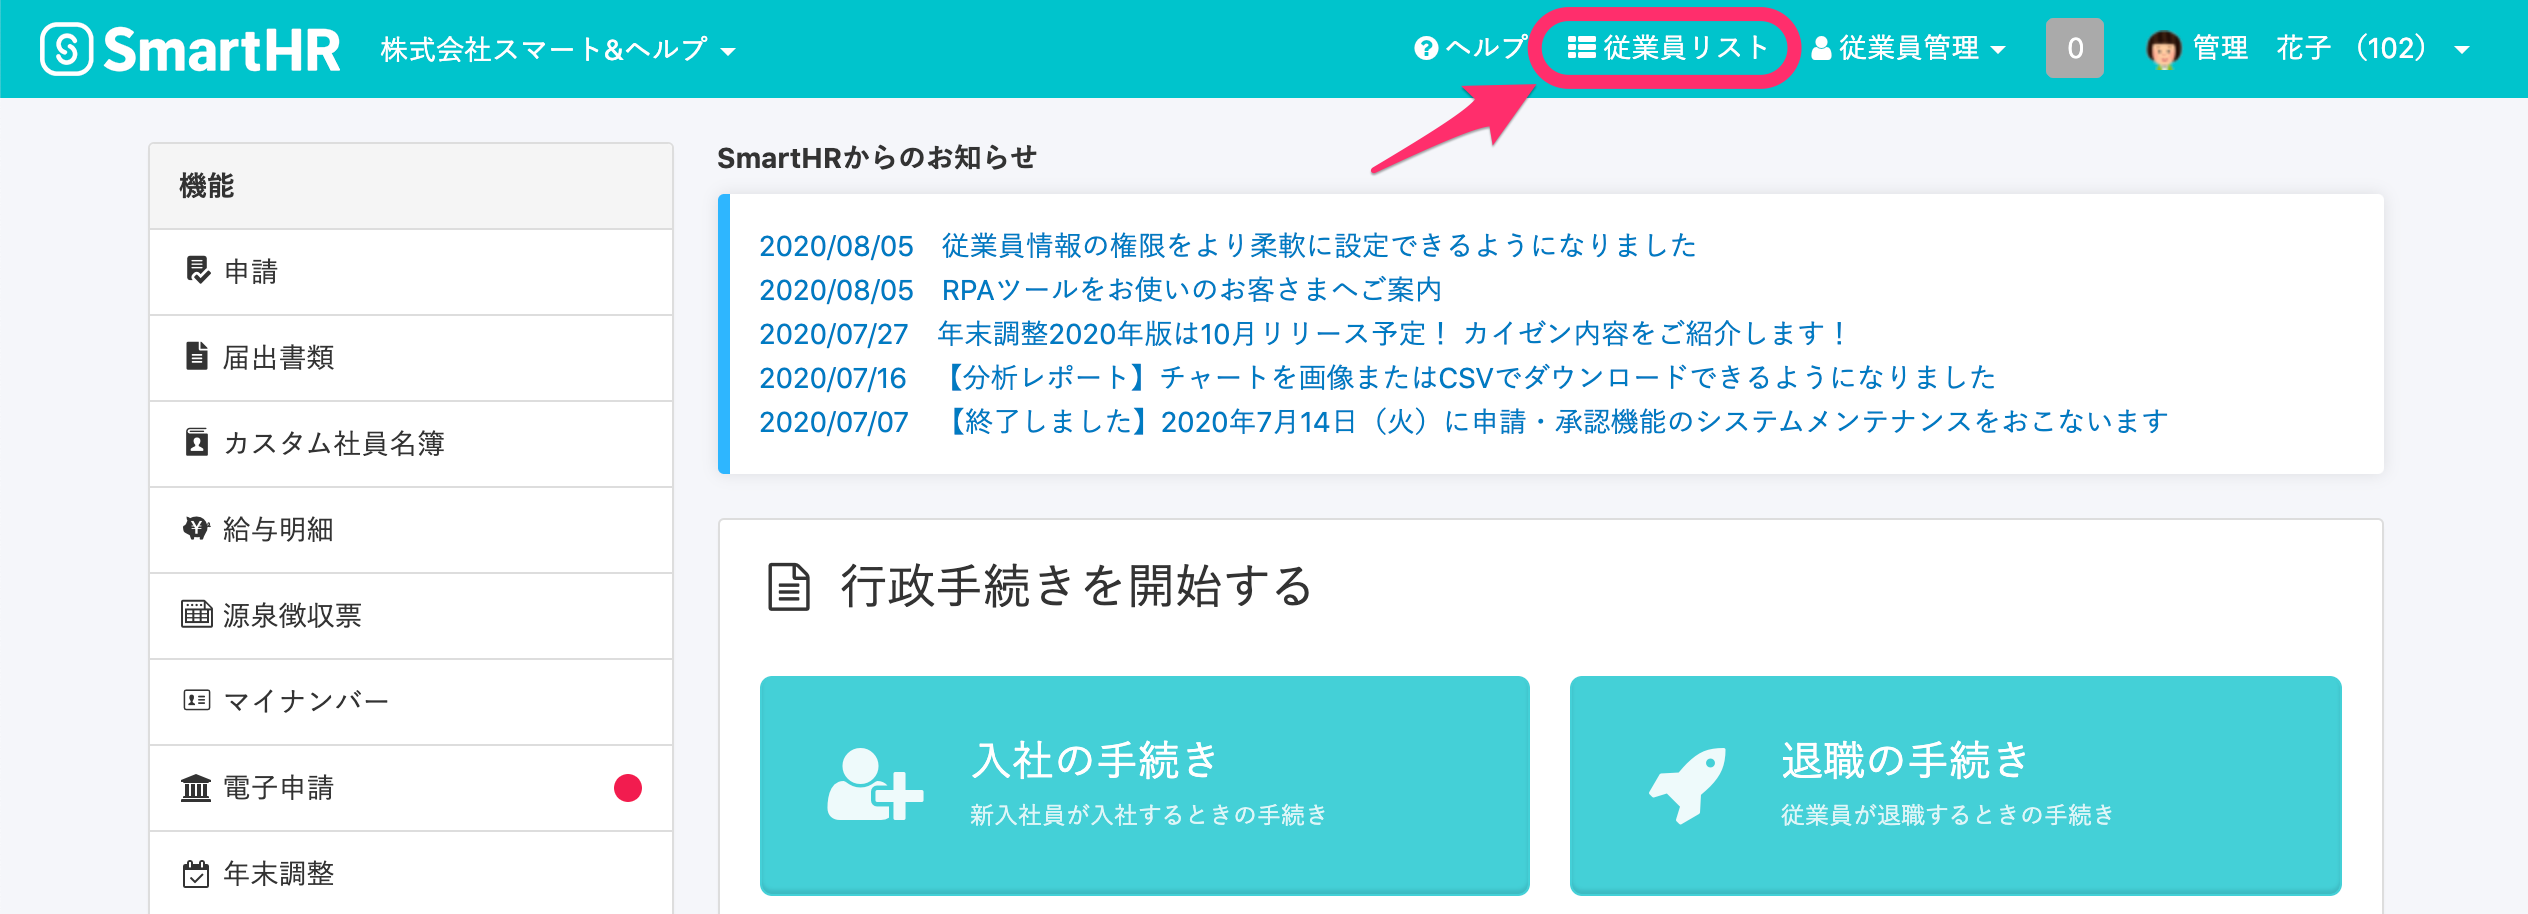 SmartHR 株式会社スマート&ヘルプ ヘルプ 従業員リスト 従業員管理 0 管理 花子 （102）
機能
申請
届出書類
カスタム社員名簿
給与明細
源泉徴収票
マイナンバー
電子申請
年末調整
SmartHRからのお知らせ
2020/08/05 従業員情報の権限をより柔軟に設定できるようになりました
2020/08/05 RPAツールをお使いのお客さまへご案内
2020/07/27 年末調整2020年版は10月リリース予定！ カイゼン内容をご紹介します！
2020/07/16 【分析レポート】チャートを画像またはCSVでダウンロードできるようになりました
2020/07/07 【終了しました】2020年7月14日（火）に申請・承認機能のシステムメンテナンスをおこないます
行政手続きを開始する
入社の手続き
新入社員が入社するときの手続き
退職の手続き
従業員が退職するときの手続き